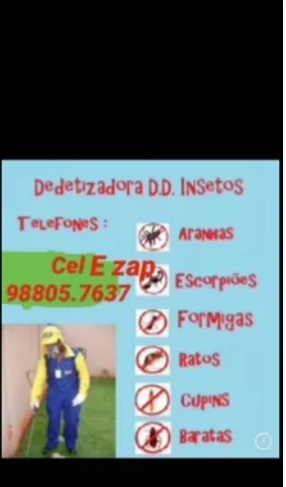 Dedetizadora D.D. Insetos
Telefones :
Cel E zap
98805.7637
Aranhas
Escorpiões
Formigas
Ratos
Cupins
Baratas